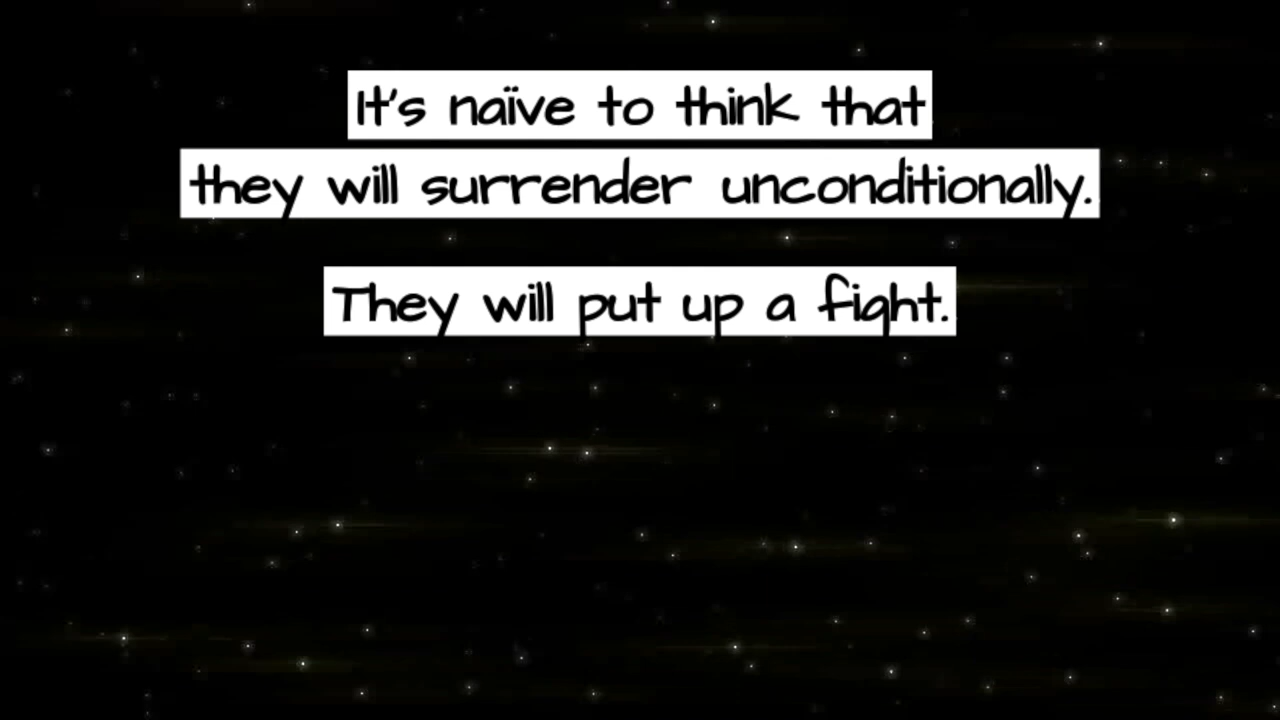 It's naïve to think that
they will surrender unconditionally.
They will put up a fight.